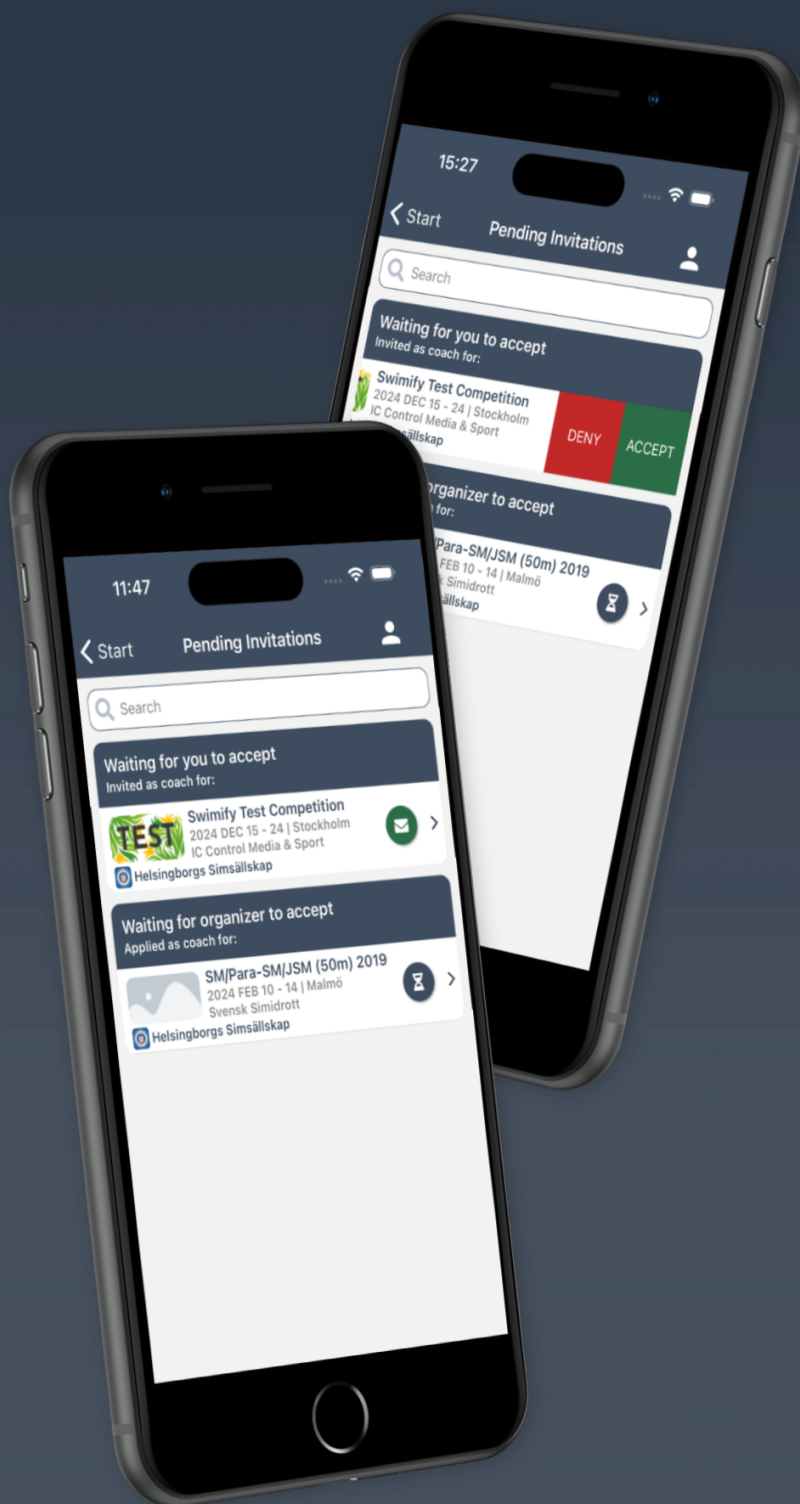 15:27
Start
Pending Invitations
Search
Waiting for you to accept
Invited as coach for:
Swimify Test Competition
2024 DEC 15 - 24 | Stockholm
IC Control Media & Sport
DENY
ACCEPT
organizer to accept
for:
/Para-SM/JSM (50m) 2019
FEB 10 - 14 | Malmö
Simidrott
11:47
Start
Pending Invitations
Search
Waiting for you to accept
Invited as coach for:
TEST
Swimify Test Competition
2024 DEC 15 - 24 | Stockholm
IC Control Media & Sport
Helsingborgs Simsällskap
Waiting for organizer to accept
Applied as coach for:
SM/Para-SM/JSM (50m) 2019
2024 FEB 10 - 14 | Malmö
Svensk Simidrott
Helsingborgs Simsällskap